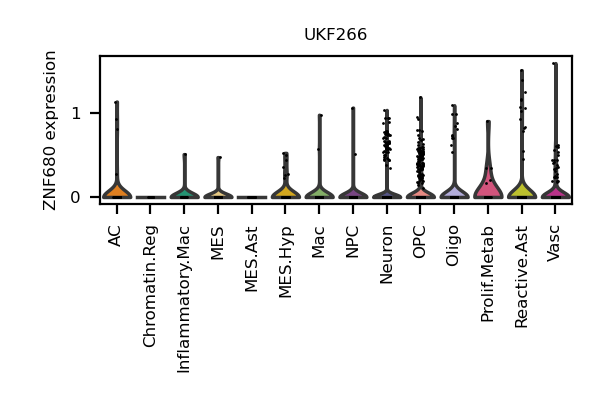 UKF266
ZNF680 expression
1
0
AC
Chromatin.Reg
Inflammatory.Mac
MES
MES.Ast
MES.Hyp
Mac
NPC
Neuron
OPC
Oligo
Prolif.Metab
Reactive.Ast
Vasc